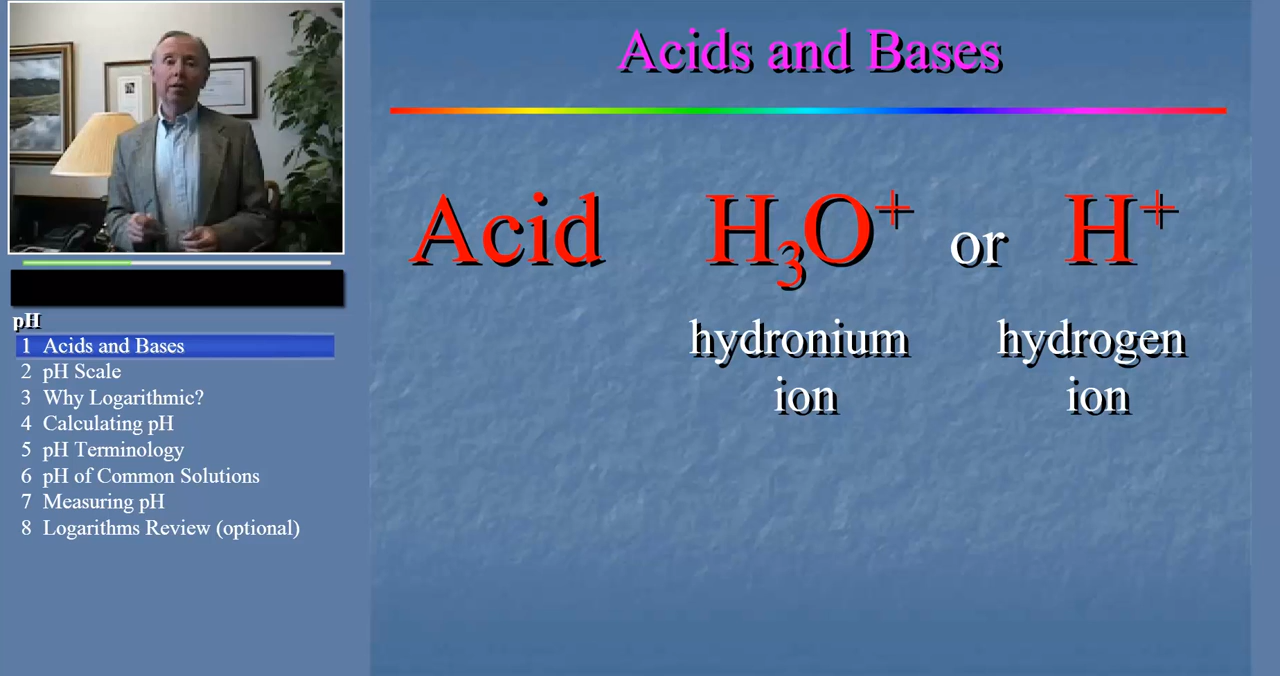 Acids and Bases
Acid H₃O⁺ or H⁺
hydronium hydrogen
ion ion
pH
1 Acids and Bases
2 pH Scale
3 Why Logarithmic?
4 Calculating pH
5 pH Terminology
6 pH of Common Solutions
7 Measuring pH
8 Logarithms Review (optional)